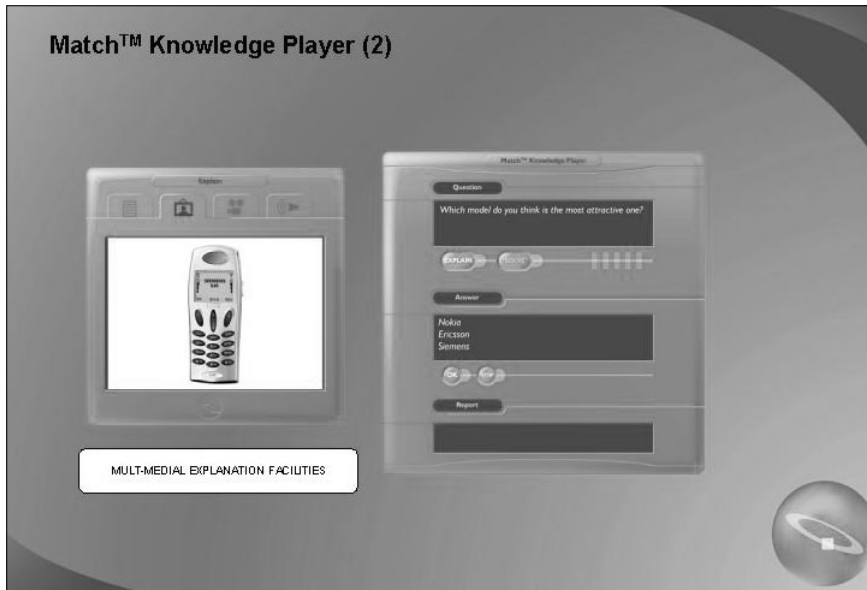 Match™ Knowledge Player (2)
Explain
Match™ Knowledge Player
Question
Which model do you think is the most attractive one?
EXPLAIN
Answer
Nokia
Ericsson
Siemens
OK
Report
SIEMENS
MULT-MEDIAL EXPLANATION FACILITIES